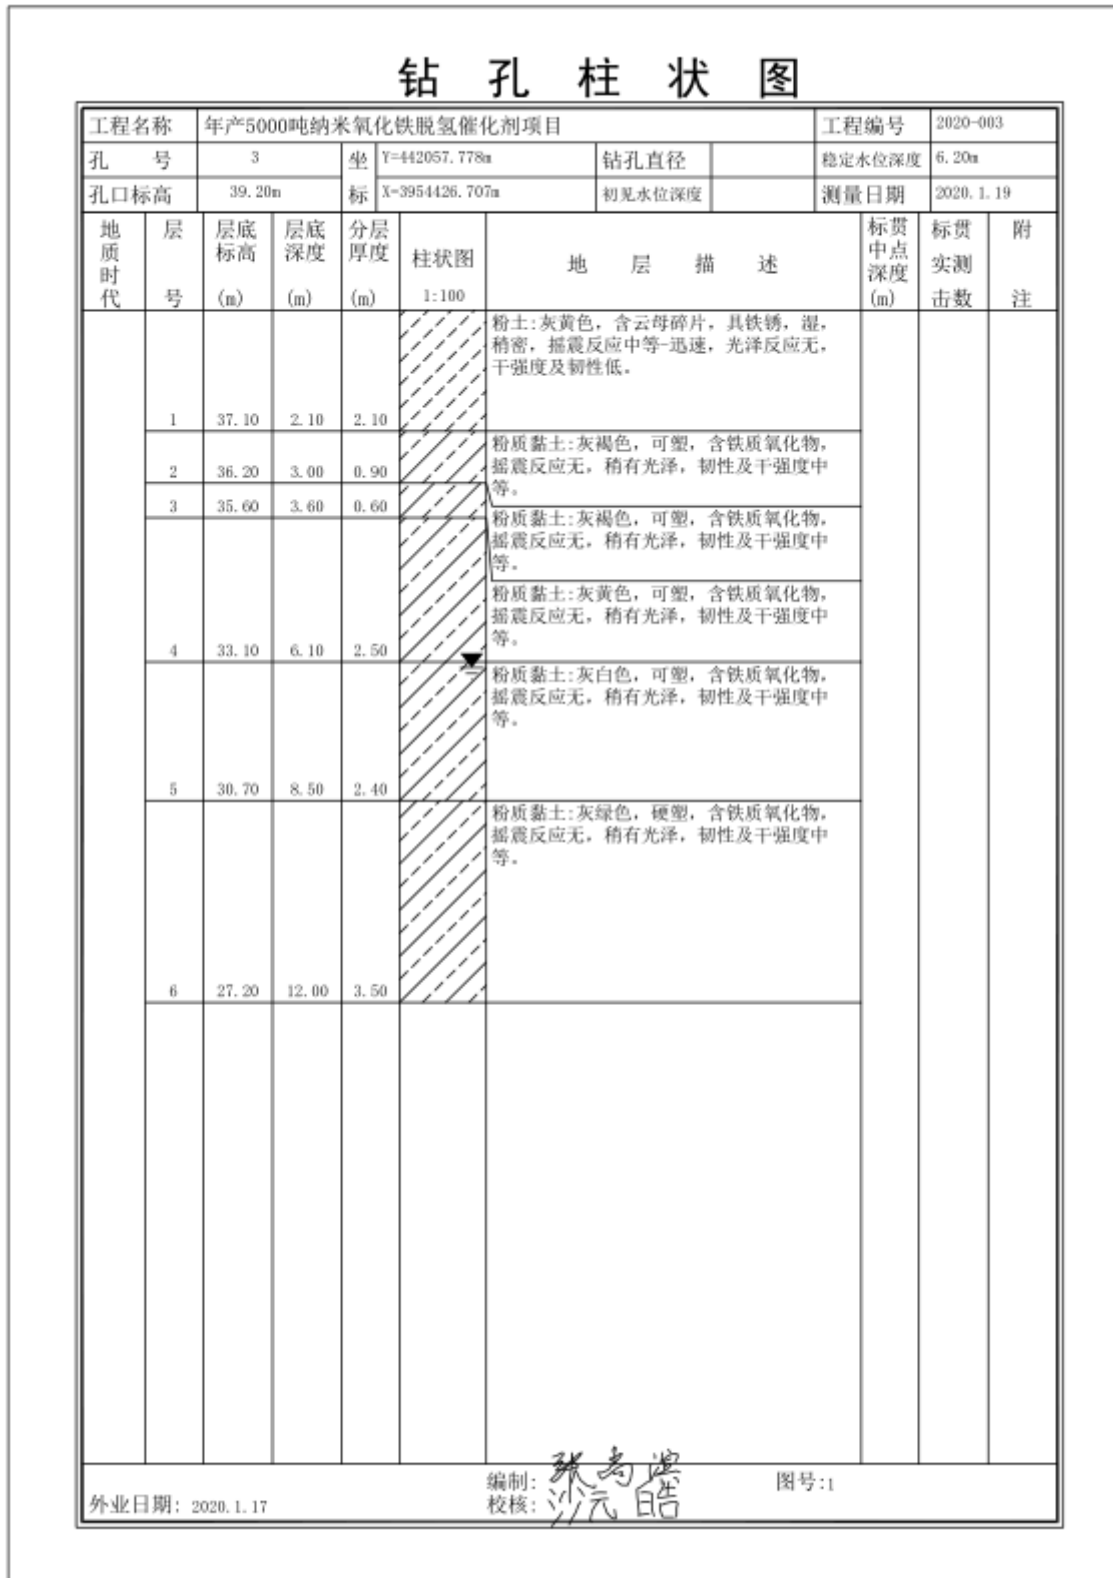 钻孔柱状图
工程名称 年产5000吨纳米氧化铁脱氢催化剂项目 工程编号 2020-003
孔号 3 坐标 Y=442057.778m 钻孔直径 稳定水位深度 6.20m
孔口标高 39.20m X=3954426.707m 初见水位深度 测量日期 2020.1.19
地质时代 层号 层底标高(m) 层底深度(m) 分层厚度(m) 柱状图 1:100 地层描述 标贯中点深度(m) 标贯实测击数 附注
粉土:灰黄色，含云母碎片，具铁锈，湿，
稍密，摇震反应中等-迅速，光泽反应无，
干强度及韧性低。
1 37.10 2.10 2.10
粉质黏土:灰褐色，可塑，含铁质氧化物，
摇震反应无，稍有光泽，韧性及干强度中
等。
2 36.20 3.00 0.90
3 35.60 3.60 0.60
粉质黏土:灰褐色，可塑，含铁质氧化物，
摇震反应无，稍有光泽，韧性及干强度中
等。
粉质黏土:灰黄色，可塑，含铁质氧化物，
摇震反应无，稍有光泽，韧性及干强度中
等。
4 33.10 6.10 2.50
粉质黏土:灰白色，可塑，含铁质氧化物，
摇震反应无，稍有光泽，韧性及干强度中
等。
5 30.70 8.50 2.40
粉质黏土:灰绿色，硬塑，含铁质氧化物，
摇震反应无，稍有光泽，韧性及干强度中
等。
6 27.20 12.00 3.50
编制: 张尚 图号:1
外业日期: 2020.1.17 校核: 沙元皓